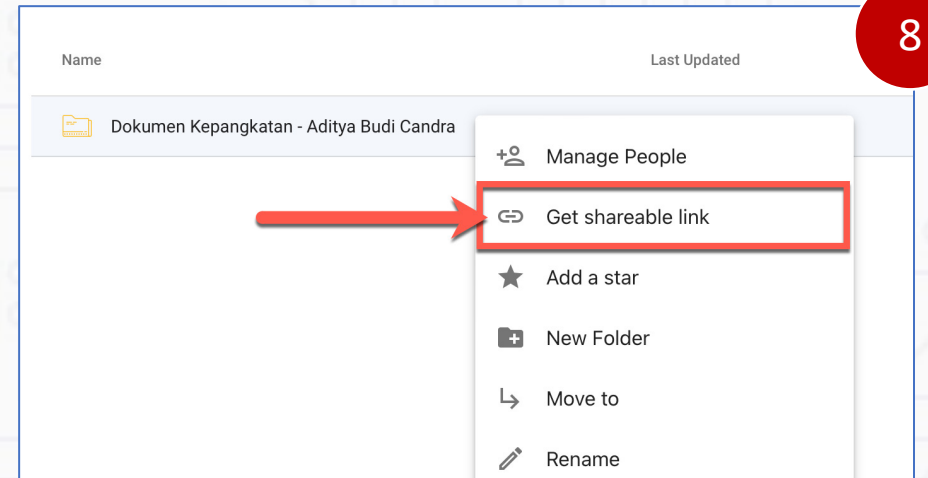 8
Name Last Updated
Dokumen Kepangkatan - Aditya Budi Candra
Manage People
Get shareable link
Add a star
New Folder
Move to
Rename